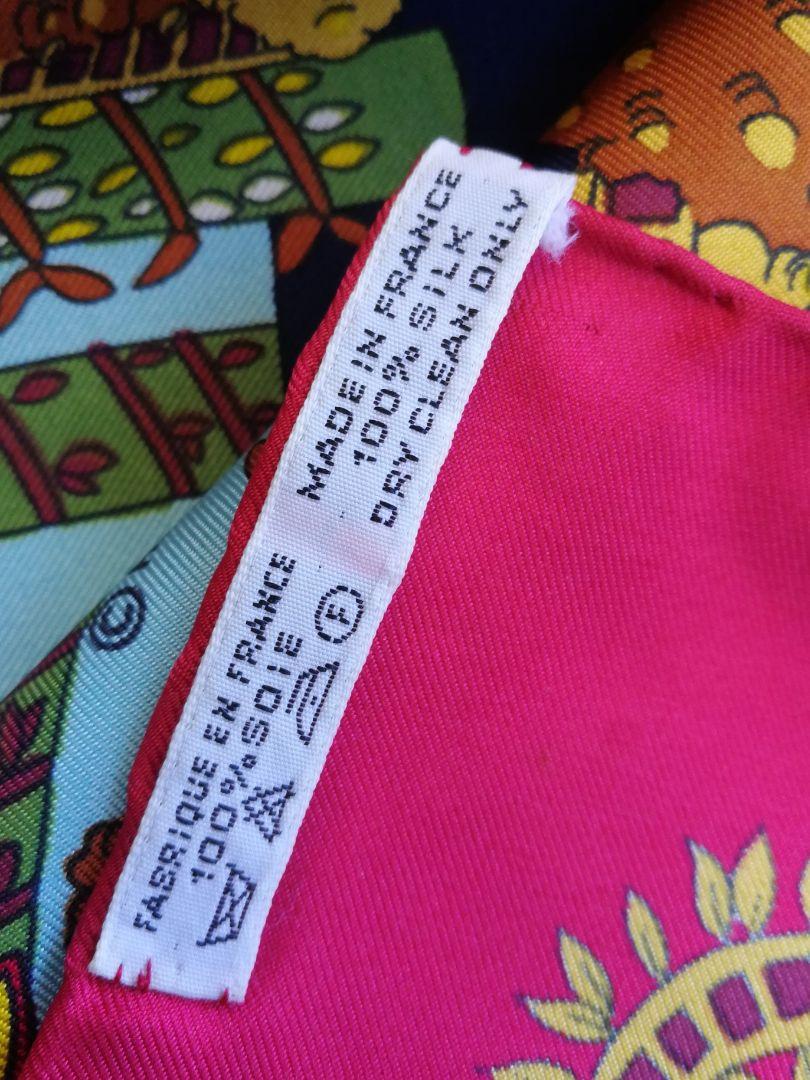 MADE IN FRANCE
100% SILK
DRY CLEAN ONLY
FABRIQUE EN FRANCE
100% SOIE
F